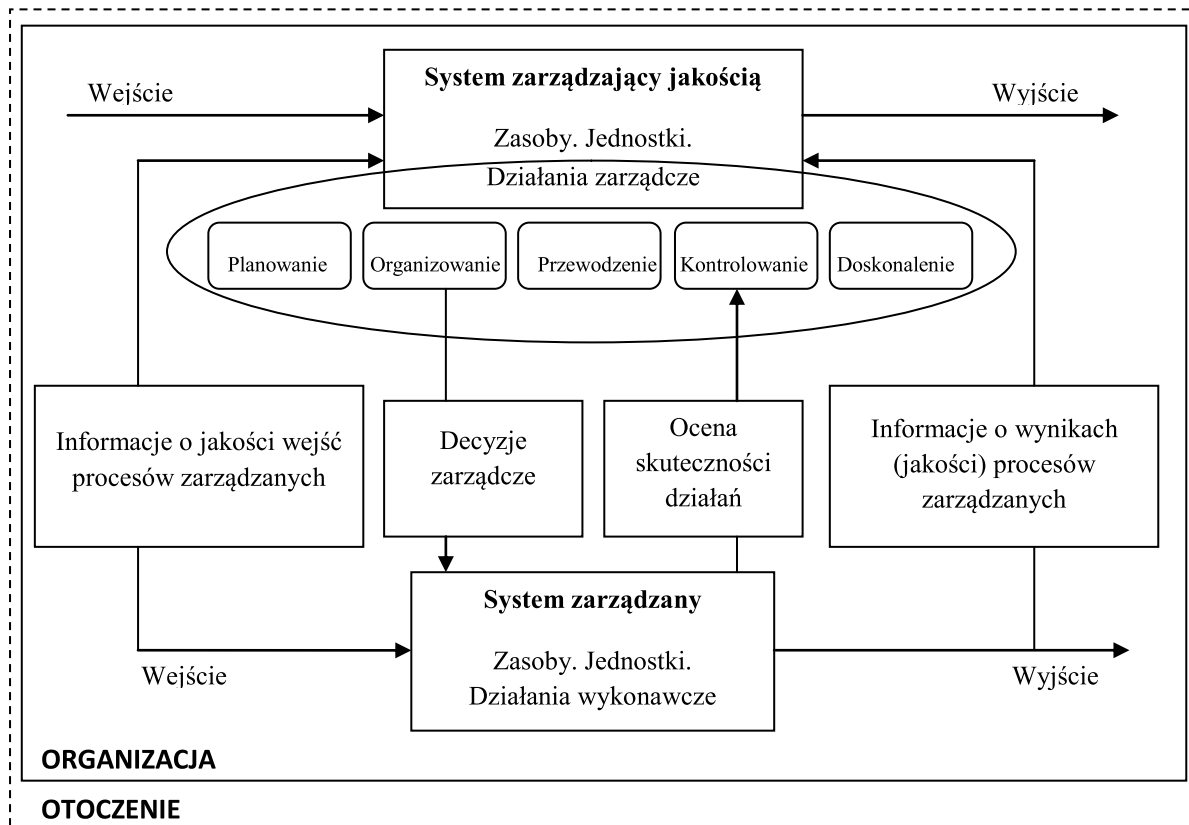 System zarządzający jakością
Wejście
Wyjście
Zasoby. Jednostki.
Działania zarządcze
Planowanie
Organizowanie
Przewodzenie
Kontrolowanie
Doskonalenie
Informacje o jakości wejść
procesów zarządzanych
Decyzje
zarządcze
Ocena
skuteczności
działań
Informacje o wynikach
(jakości) procesów
zarządzanych
System zarządzany
Zasoby. Jednostki.
Działania wykonawcze
Wejście
Wyjście
ORGANIZACJA
OTOCZENIE